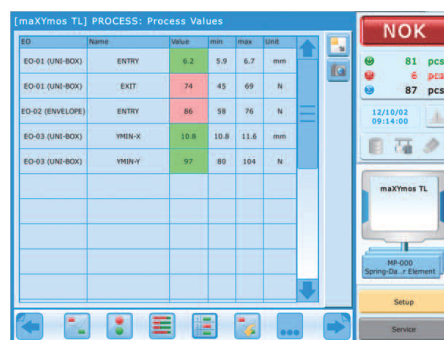 [maXYmos TL] PROCESS: Process Values
EO Name Value min max Unit
EO-01 (UNI-BOX) ENTRY 6.2 5.9 6.7 mm
EO-01 (UNI-BOX) EXIT 74 45 69 N
EO-02 (ENVELOPE) ENTRY 86 58 76 N
EO-03 (UNI-BOX) YMIN-X 10.8 10.8 11.6 mm
EO-03 (UNI-BOX) YMIN-Y 97 80 104 N
NOK
81 pcs
6 pcs
87 pcs
12/10/02
09:14:00
maXYmos TL
MP-000
Spring-Da..r Element
Setup
Service